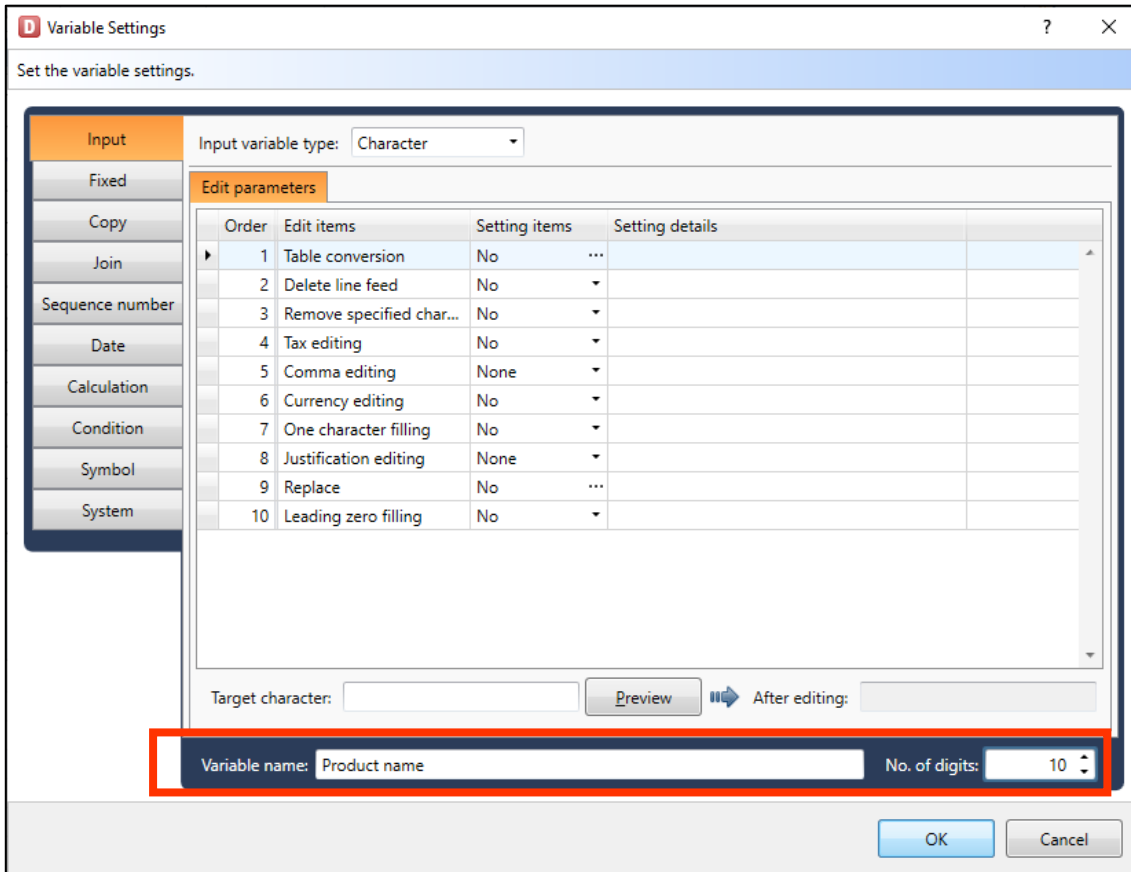 D Variable Settings ? ×
Set the variable settings.
Input
Fixed
Copy
Join
Sequence number
Date
Calculation
Condition
Symbol
System
Input variable type: Character
Edit parameters
Order Edit items Setting items Setting details
1 Table conversion No ...
2 Delete line feed No
3 Remove specified char... No
4 Tax editing No
5 Comma editing None
6 Currency editing No
7 One character filling No
8 Justification editing None
9 Replace No ...
10 Leading zero filling No
Target character: Preview After editing:
Variable name: Product name No. of digits: 10
OK Cancel